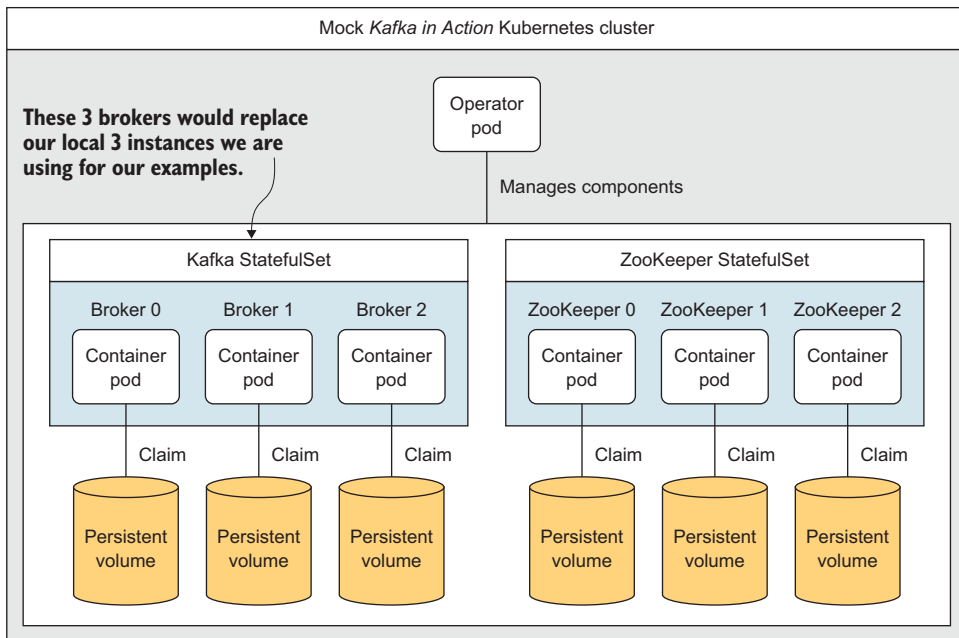 Mock Kafka in Action Kubernetes cluster
These 3 brokers would replace
our local 3 instances we are
using for our examples.
Operator
pod
Manages components
Kafka StatefulSet
Broker 0
Broker 1
Broker 2
Container
pod
Container
pod
Container
pod
Claim
Claim
Claim
Persistent
volume
Persistent
volume
Persistent
volume
ZooKeeper StatefulSet
ZooKeeper 0
ZooKeeper 1
ZooKeeper 2
Container
pod
Container
pod
Container
pod
Claim
Claim
Claim
Persistent
volume
Persistent
volume
Persistent
volume